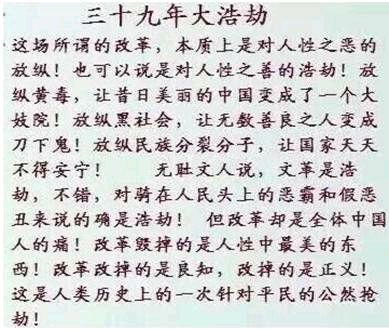 三十九年大浩劫
这场所谓的改革，本质上是对人性之恶的
放纵！也可以说是对人性之善的浩劫！放
纵黄毒，让昔日美丽的中国变成了一个大
妓院！放纵黑社会，让无数善良之人变成
刀下鬼！放纵民族分裂分子，让国家天天
不得安宁！ 无耻文人说，文革是浩
劫，不错，对骑在人民头上的恶霸和假恶
丑来说的确是浩劫！ 但改革却是全体中国
人的痛！改革毁掉的是人性中最美的东
西！改革改掉的是良知，改掉的是正义！
这是人类历史上的一次针对平民的公然抢
劫！